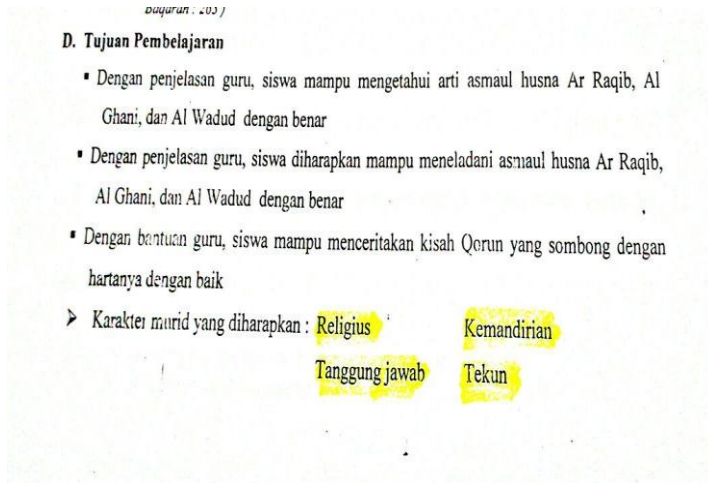 D. Tujuan Pembelajaran
▪ Dengan penjelasan guru, siswa mampu mengetahui arti asmaul husna Ar Raqib, Al
Ghani, dan Al Wadud dengan benar
▪ Dengan penjelasan guru, siswa diharapkan mampu meneladani asmaul husna Ar Raqib,
Al Ghani, dan Al Wadud dengan benar
▪ Dengan bantuan guru, siswa mampu menceritakan kisah Qorun yang sombong dengan
hartanya dengan baik
➤ Karakter murid yang diharapkan : Religius Kemandirian
Tanggung jawab Tekun